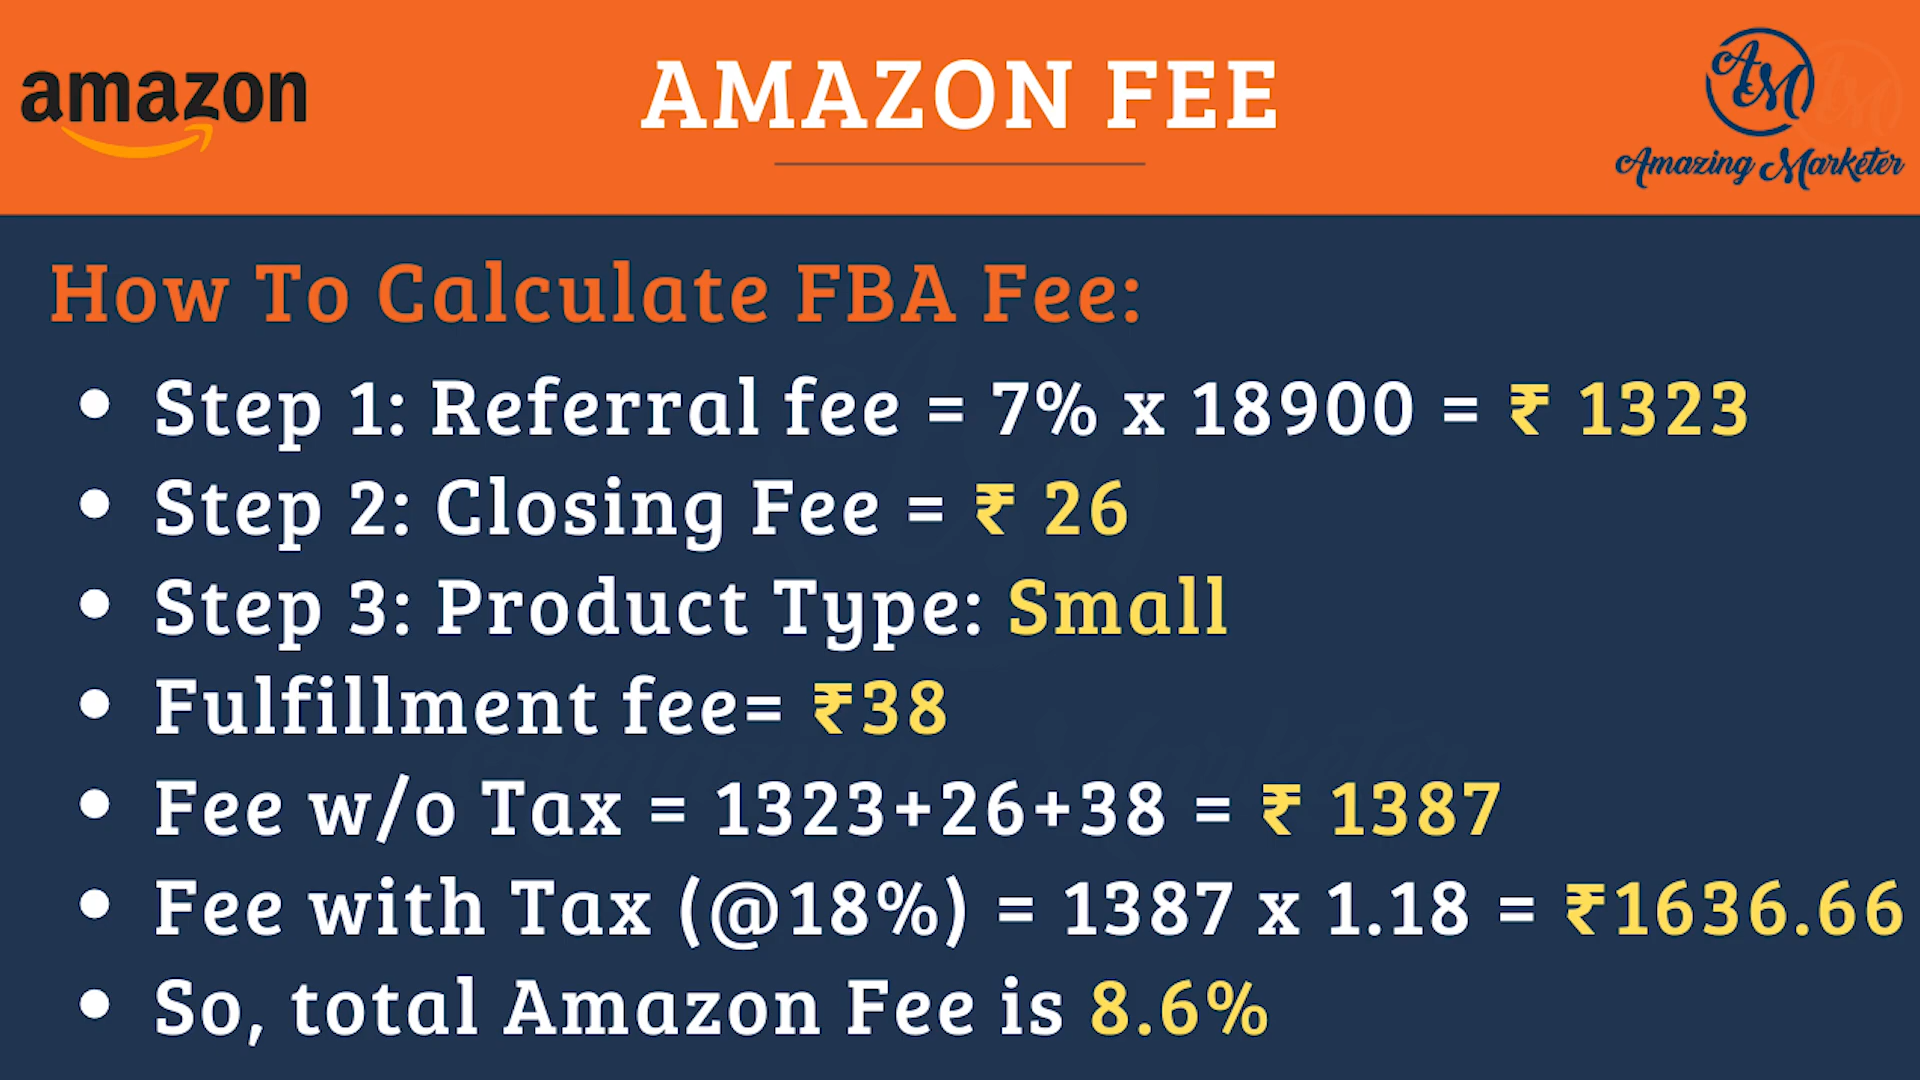 amazon
AMAZON FEE
AM
Amazing Marketer
How To Calculate FBA Fee:
• Step 1: Referral fee = 7% x 18900 = ₹ 1323
• Step 2: Closing Fee = ₹ 26
• Step 3: Product Type: Small
• Fulfillment fee= ₹38
• Fee w/o Tax = 1323+26+38 = ₹ 1387
• Fee with Tax (@18%) = 1387 x 1.18 = ₹1636.66
• So, total Amazon Fee is 8.6%